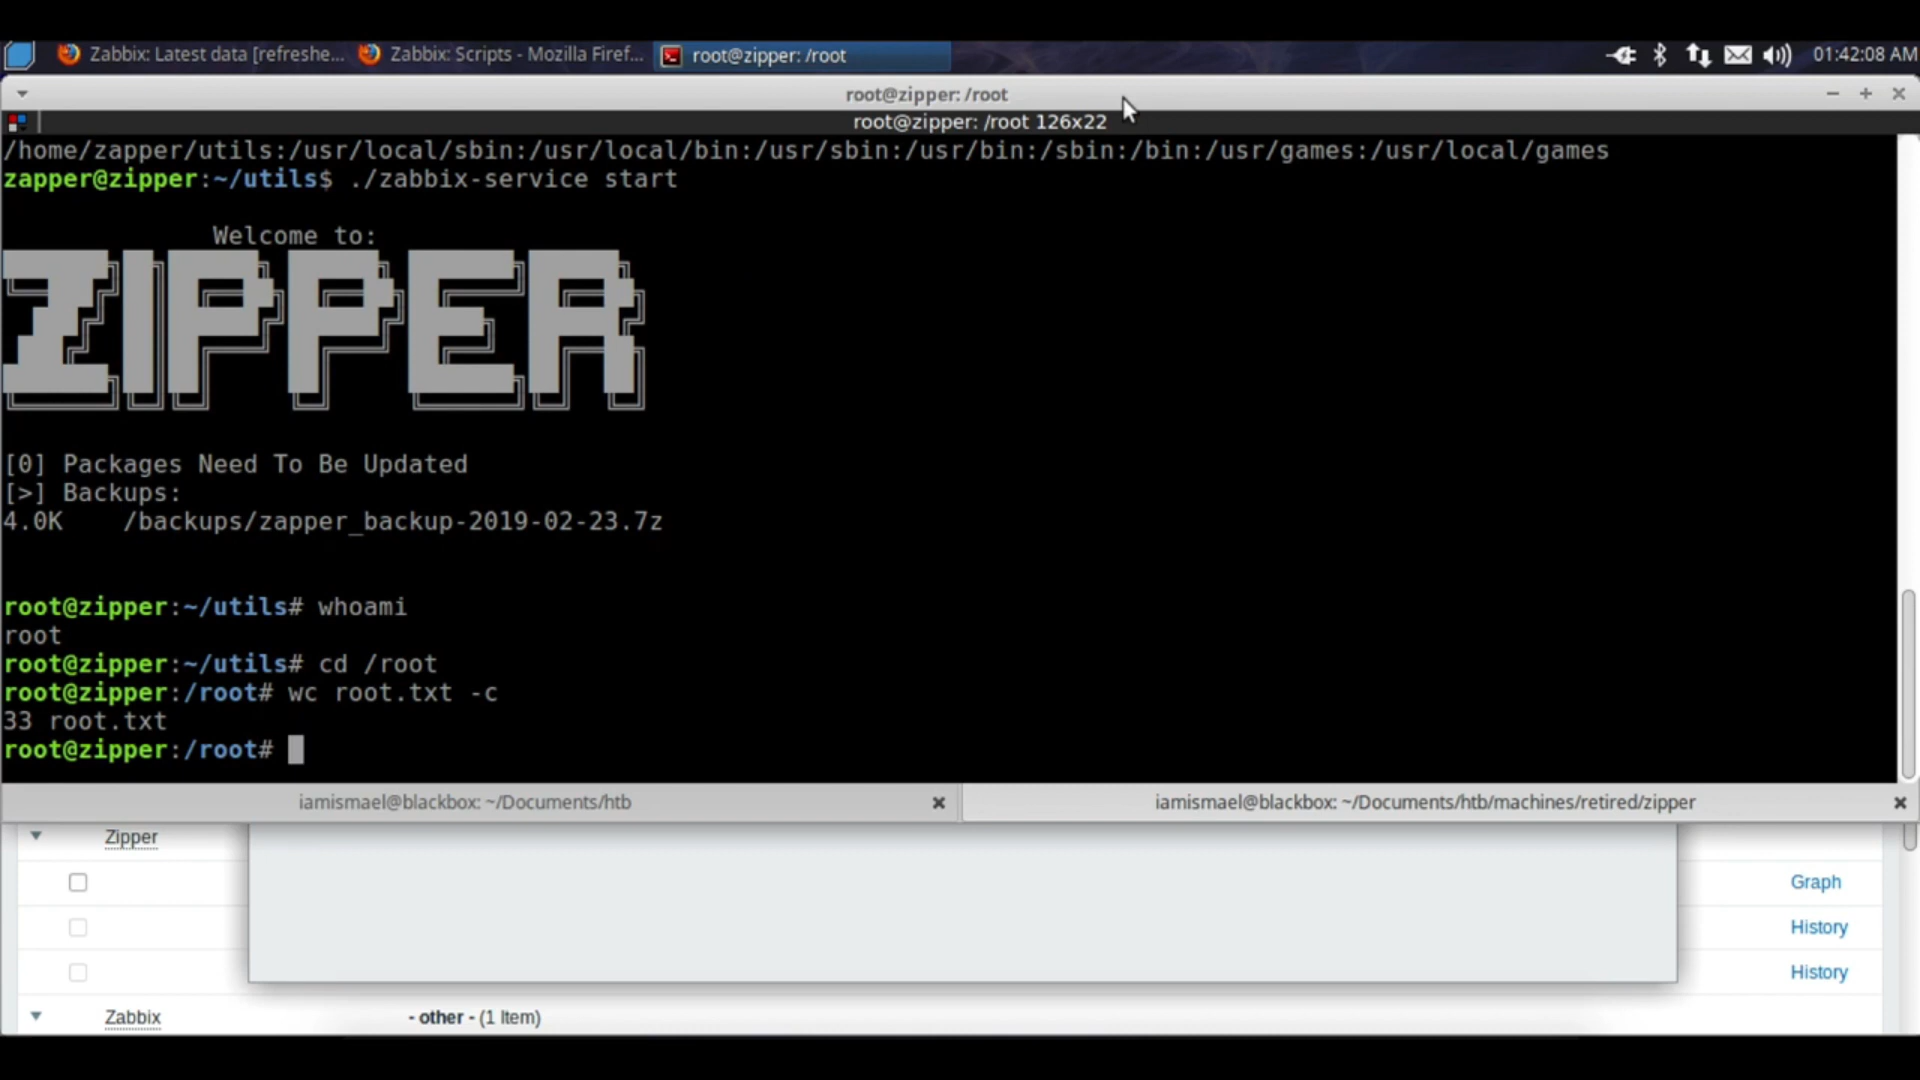 Zabbix: Latest data [refreshe... Zabbix: Scripts - Mozilla Firef... root@zipper: /root 01:42:08 AM
root@zipper: /root
root@zipper: /root 126x22
/home/zapper/utils:/usr/local/sbin:/usr/local/bin:/usr/sbin:/usr/bin:/sbin:/bin:/usr/games:/usr/local/games
zapper@zipper:~/utils$ ./zabbix-service start
Welcome to:
ZIPPER
[0] Packages Need To Be Updated
[>] Backups:
4.0K /backups/zapper_backup-2019-02-23.7z
root@zipper:~/utils# whoami
root
root@zipper:~/utils# cd /root
root@zipper:/root# wc root.txt -c
33 root.txt
root@zipper:/root#
iamismael@blackbox: ~/Documents/htb iamismael@blackbox: ~/Documents/htb/machines/retired/zipper
Zipper
Graph
History
History
Zabbix - other - (1 Item)